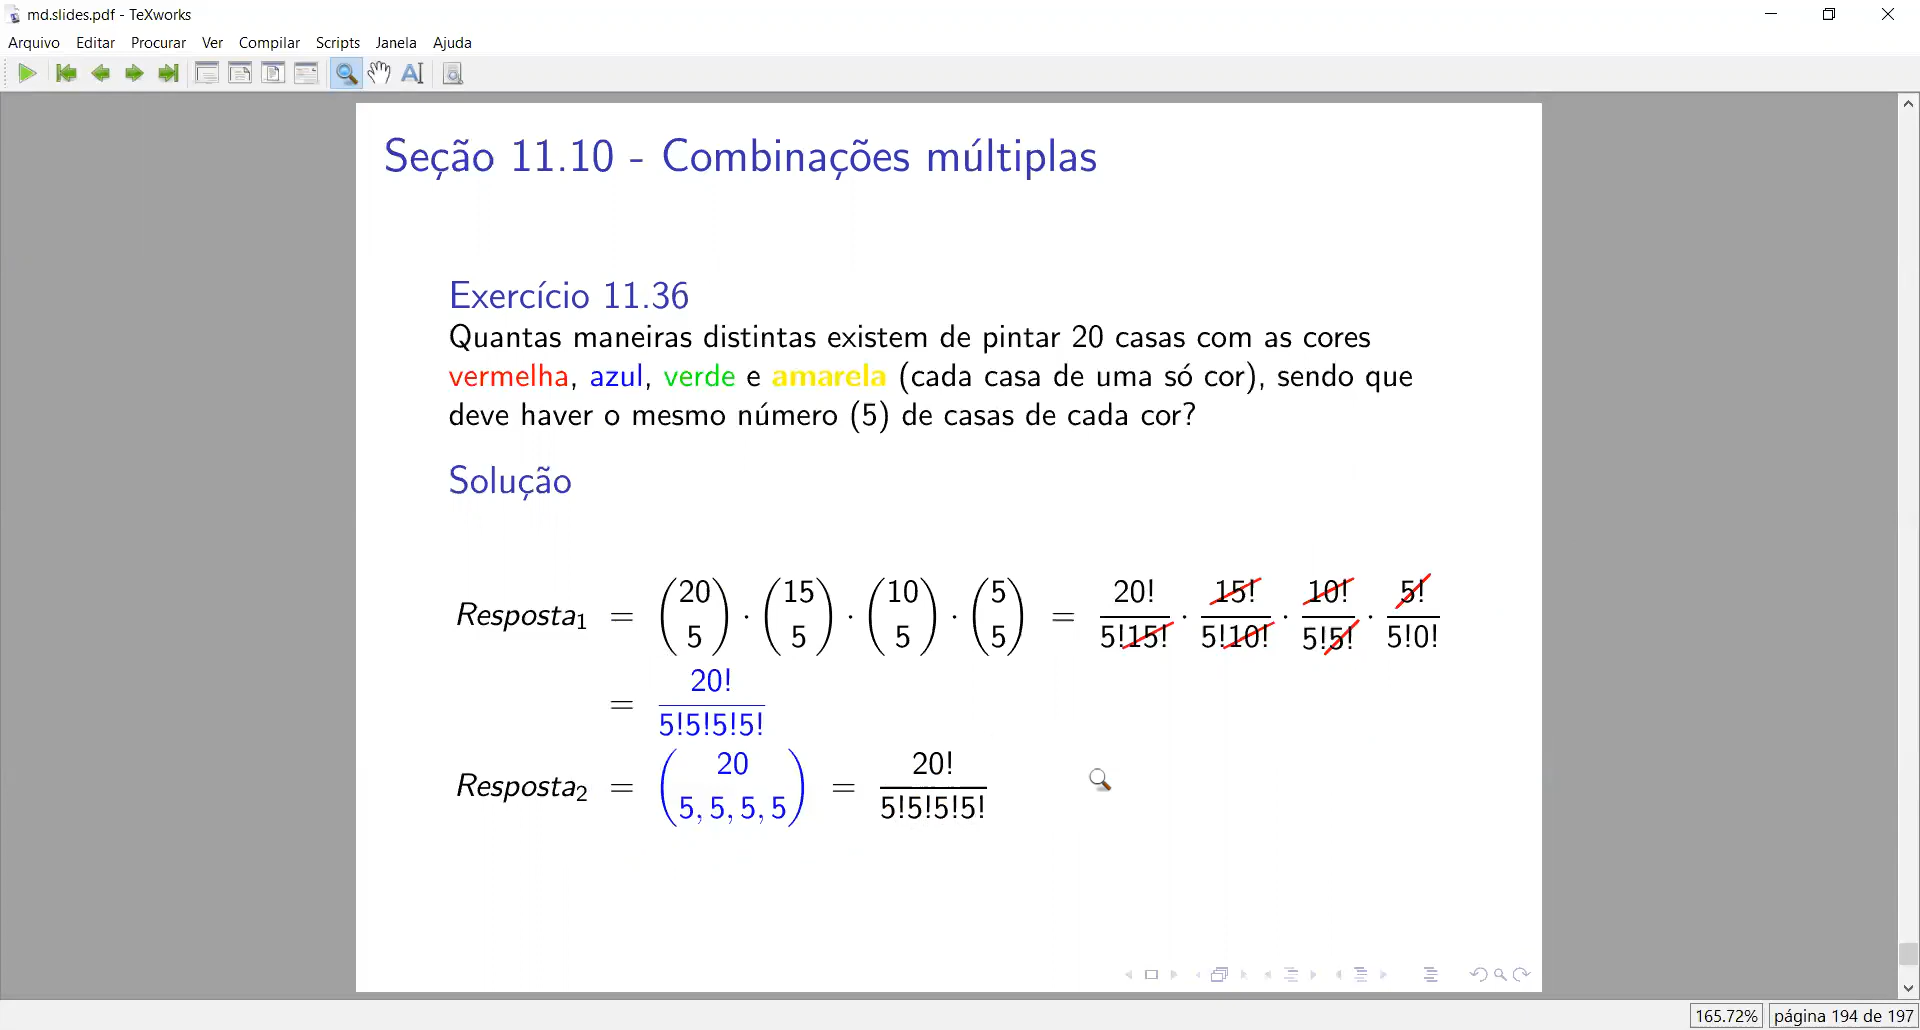 md.slides.pdf - TeXworks
Arquivo Editar Procurar Ver Compilar Scripts Janela Ajuda
Seção 11.10 - Combinações múltiplas
Exercício 11.36
Quantas maneiras distintas existem de pintar 20 casas com as cores
vermelha, azul, verde e amarela (cada casa de uma só cor), sendo que
deve haver o mesmo número (5) de casas de cada cor?
Solução
Resposta₁ = (20 5) · (15 5) · (10 5) · (5 5) = 20!/5!15! · 15!/5!10! · 10!/5!5! · 5!/5!0!
= 20!/5!5!5!5!
Resposta₂ = (20 5, 5, 5, 5) = 20!/5!5!5!5!
165.72% página 194 de 197